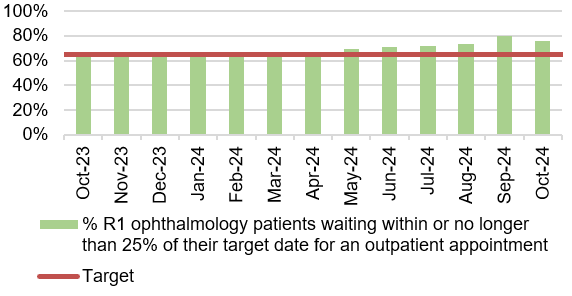 100%
80%
60%
40%
20%
0%
Oct-23
Nov-23
Dec-23
Jan-24
Feb-24
Mar-24
Apr-24
May-24
Jun-24
Jul-24
Aug-24
Sep-24
Oct-24
% R1 ophthalmology patients waiting within or no longer
than 25% of their target date for an outpatient appointment
Target